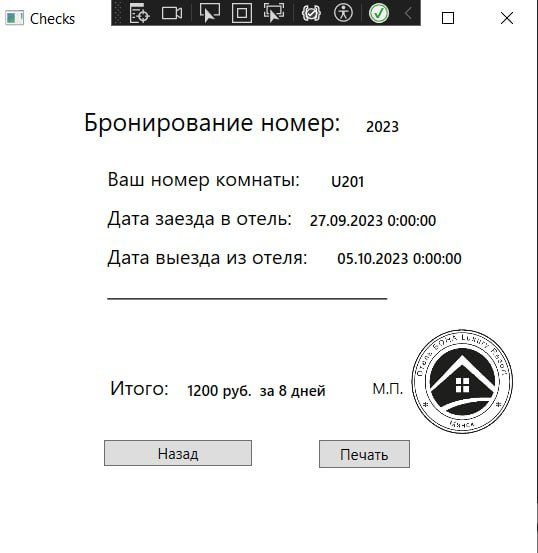 Checks
Бронирование номер: 2023
Ваш номер комнаты: U201
Дата заезда в отель: 27.09.2023 0:00:00
Дата выезда из отеля: 05.10.2023 0:00:00
Отель БОНА Luxury Resort
Итого: 1200 руб. за 8 дней М.П.
Минск
Назад Печать